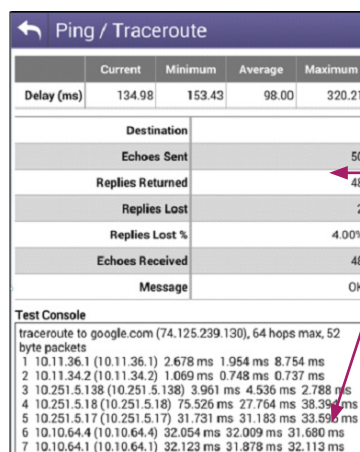 Ping / Traceroute
Current Minimum Average Maximum
Delay (ms) 134.98 153.43 98.00 320.21
Destination
Echoes Sent 50
Replies Returned 48
Replies Lost 2
Replies Lost % 4.00%
Echoes Received 48
Message OK
Test Console
traceroute to google.com (74.125.239.130), 64 hops max, 52
byte packets
1 10.11.36.1 (10.11.36.1) 2.678 ms 1.954 ms 8.754 ms
2 10.11.34.2 (10.11.34.2) 1.069 ms 0.748 ms 0.737 ms
3 10.251.5.138 (10.251.5.138) 3.961 ms 4.536 ms 2.788 ms
4 10.251.5.18 (10.251.5.18) 75.526 ms 27.764 ms 38.394 ms
5 10.251.5.17 (10.251.5.17) 31.731 ms 31.183 ms 33.596 ms
6 10.10.64.4 (10.10.64.4) 32.054 ms 32.009 ms 31.680 ms
7 10.10.64.1 (10.10.64.1) 32.123 ms 31.878 ms 32.113 ms